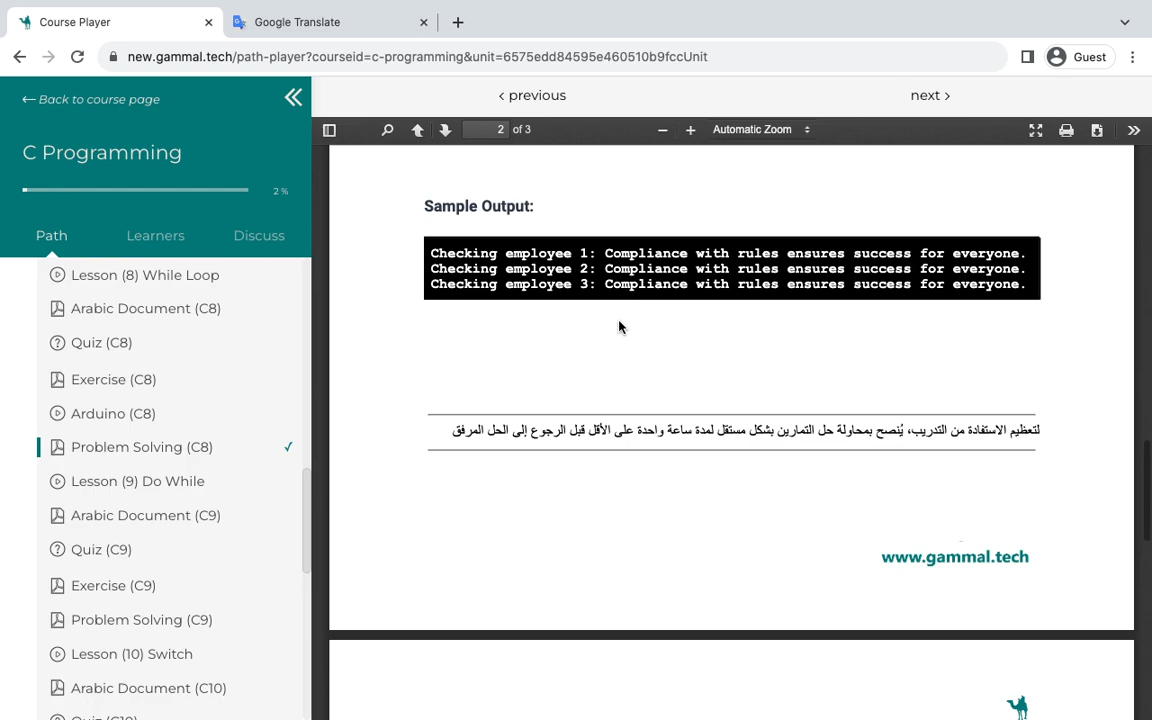 Course Player
Google Translate
new.gammal.tech/path-player?courseid=c-programming&unit=6575edd84595e460510b9fccUnit
Guest
Back to course page
C Programming
2 %
Path
Learners
Discuss
Lesson (8) While Loop
Arabic Document (C8)
Quiz (C8)
Exercise (C8)
Arduino (C8)
Problem Solving (C8)
Lesson (9) Do While
Arabic Document (C9)
Quiz (C9)
Exercise (C9)
Problem Solving (C9)
Lesson (10) Switch
Arabic Document (C10)
Quiz (C10)
‹ previous
next ›
2 of 3
Automatic Zoom
Sample Output:
Checking employee 1: Compliance with rules ensures success for everyone.
Checking employee 2: Compliance with rules ensures success for everyone.
Checking employee 3: Compliance with rules ensures success for everyone.
لتعظيم الاستفادة من التدريب، يُنصح بمحاولة حل التمارين بشكل مستقل لمدة ساعة واحدة على الأقل قبل الرجوع إلى الحل المرفق
www.gammal.tech